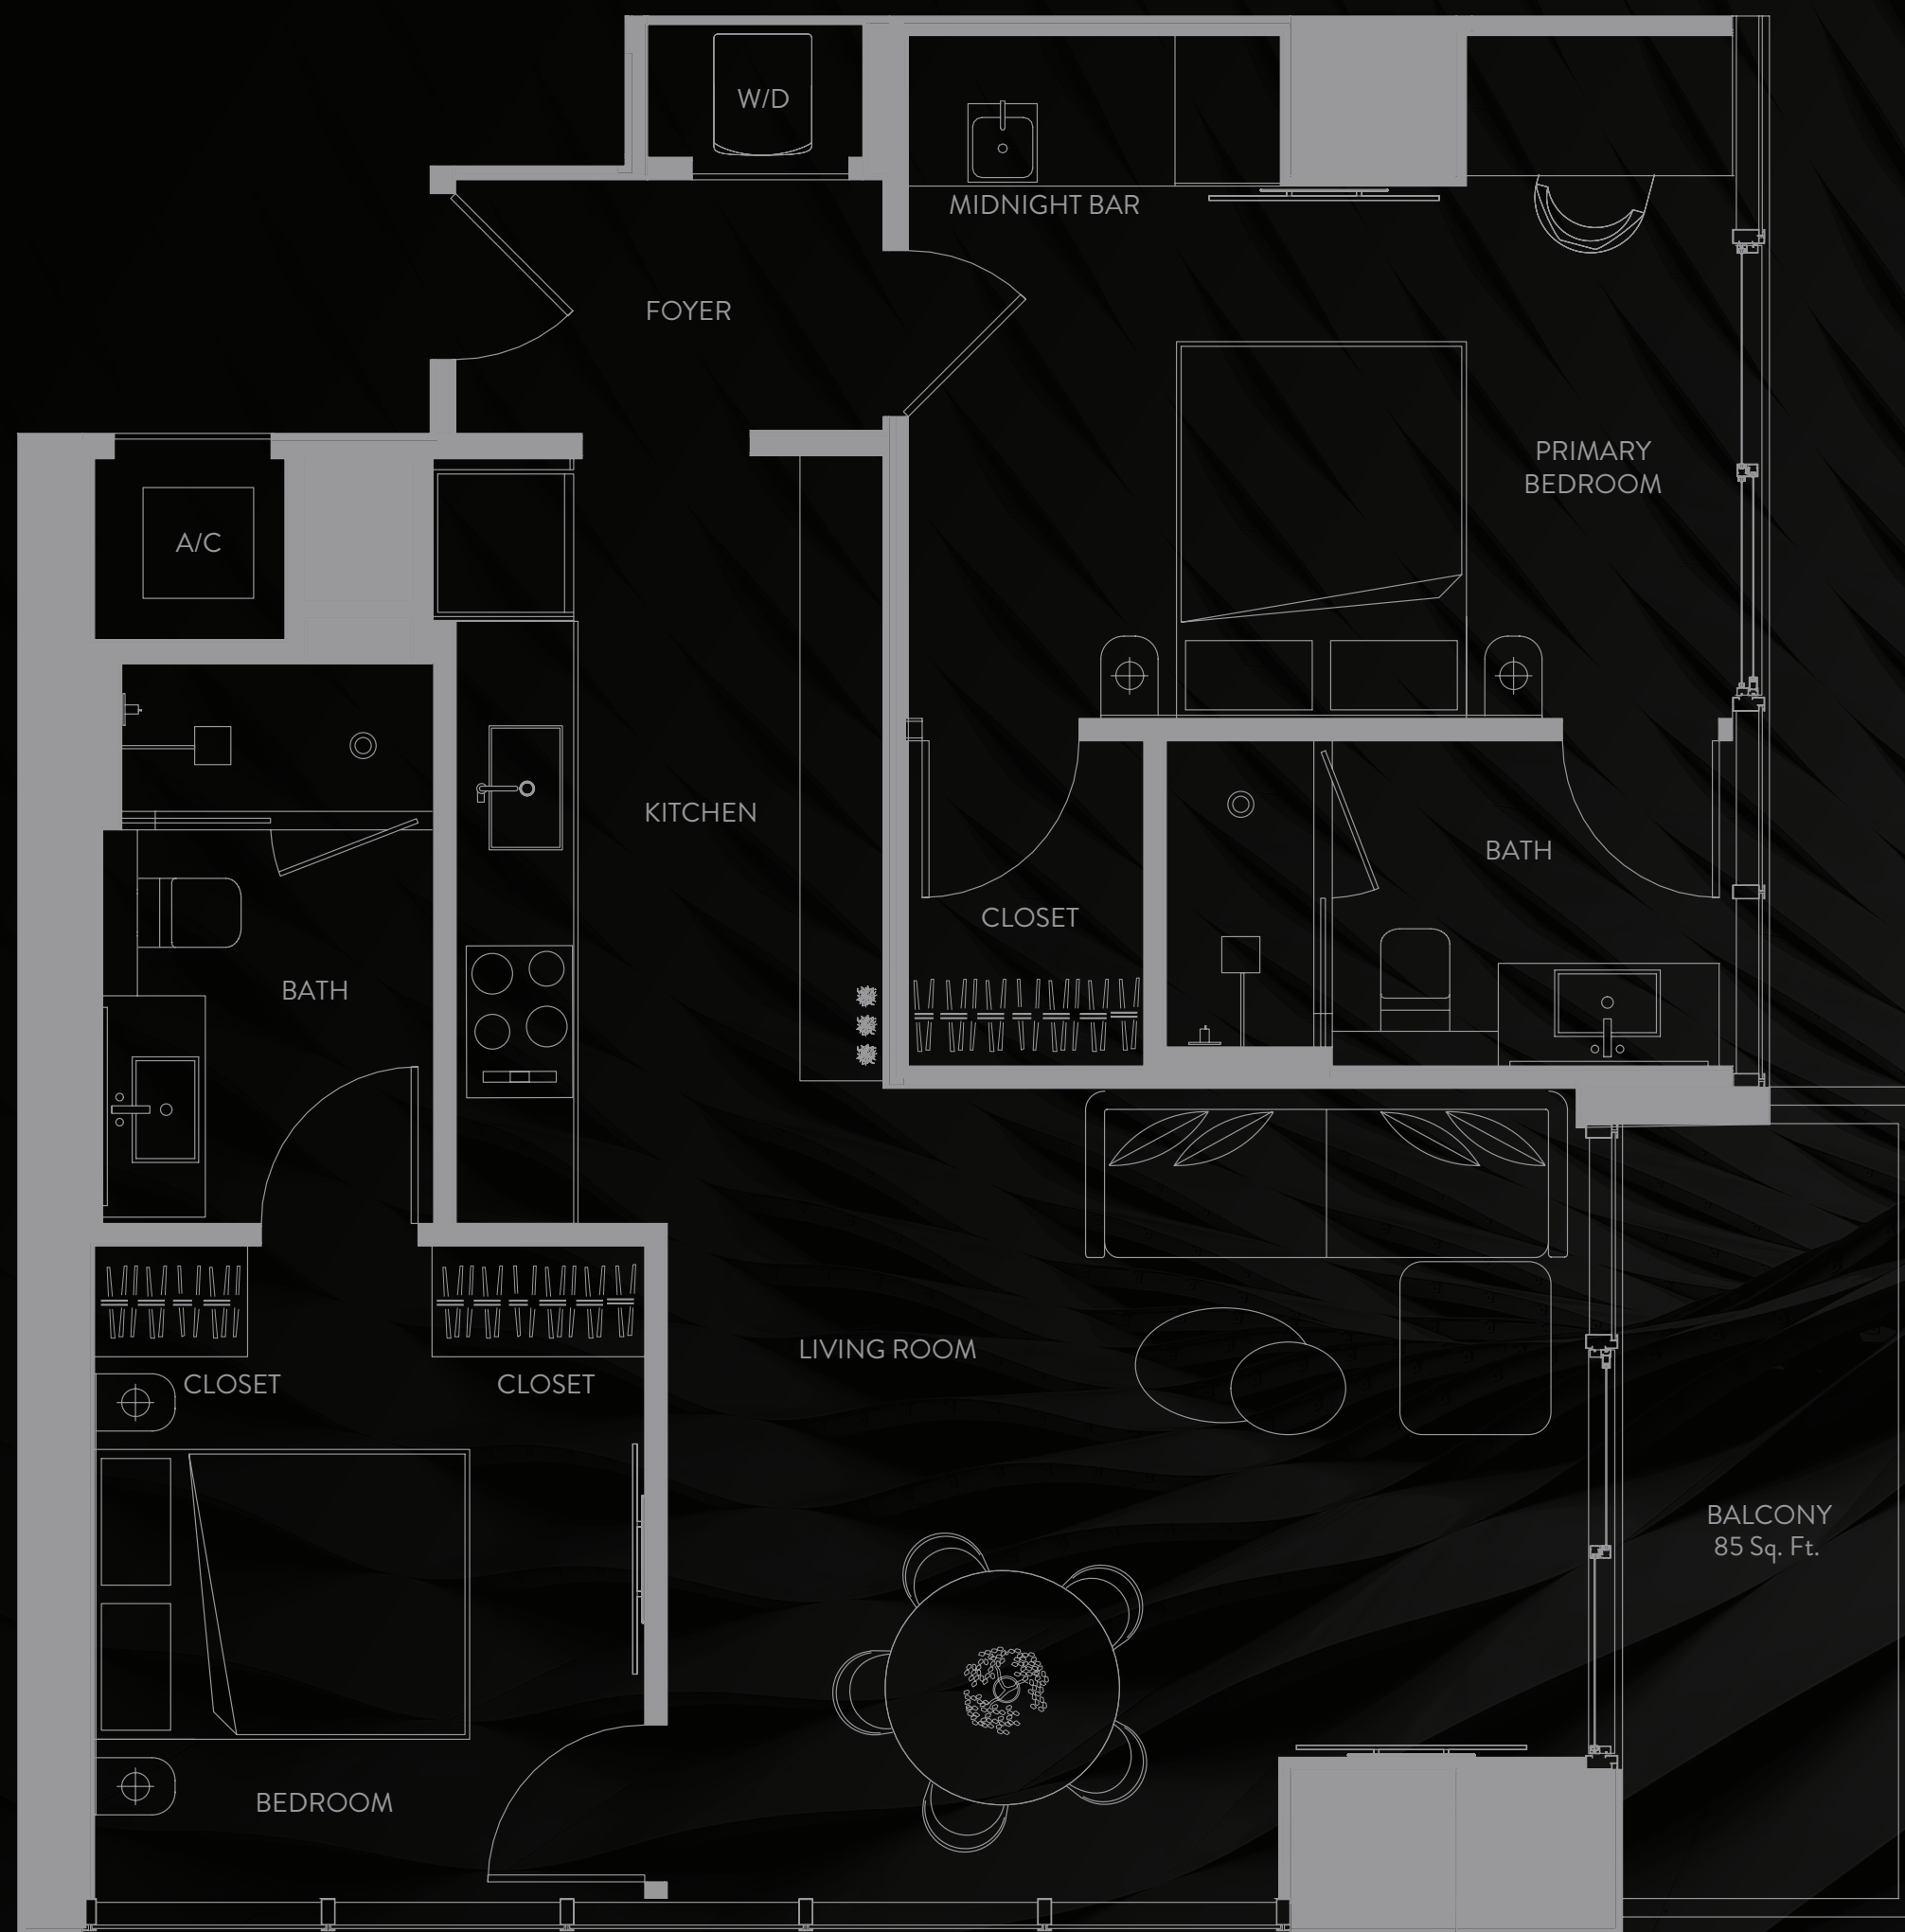 W/D
MIDNIGHT BAR
FOYER
PRIMARY
BEDROOM
A/C
KITCHEN
BATH
CLOSET
BATH
LIVING ROOM
CLOSET
CLOSET
BALCONY
85 Sq. Ft.
BEDROOM